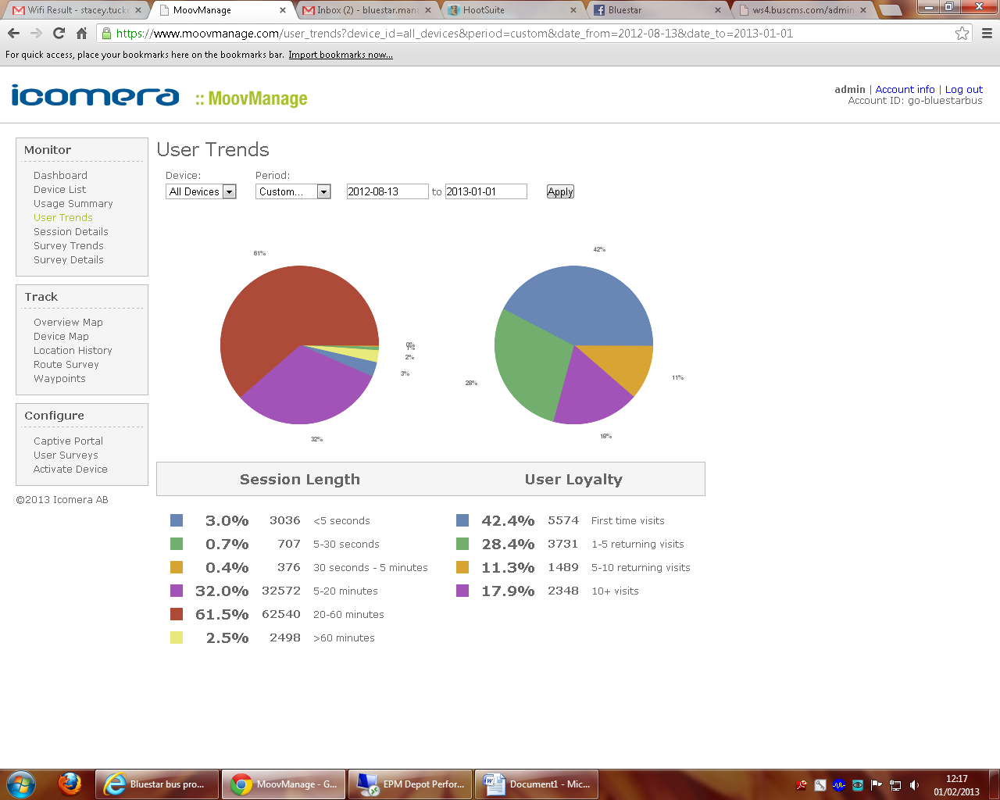 Wifi Result - stacey.tucke
MoovManage
Inbox (2) - bluestar.mana
HootSuite
Bluestar
ws4.buscms.com/admin
https://www.moovmanage.com/user_trends?device_id=all_devices&period=custom&date_from=2012-08-13&date_to=2013-01-01
For quick access, place your bookmarks here on the bookmarks bar. Import bookmarks now...
icomera :: MoovManage
admin | Account info | Log out
Account ID: go-bluestarbus
Monitor
Dashboard
Device List
Usage Summary
User Trends
Session Details
Survey Trends
Survey Details
Track
Overview Map
Device Map
Location History
Route Survey
Waypoints
Configure
Captive Portal
User Surveys
Activate Device
©2013 Icomera AB
User Trends
Device: Period:
All Devices Custom... 2012-08-13 to 2013-01-01 Apply
61%
0%
1%
2%
3%
32%
42%
28%
11%
18%
Session Length User Loyalty
3.0% 3036 <5 seconds
0.7% 707 5-30 seconds
0.4% 376 30 seconds - 5 minutes
32.0% 32572 5-20 minutes
61.5% 62540 20-60 minutes
2.5% 2498 >60 minutes
42.4% 5574 First time visits
28.4% 3731 1-5 returning visits
11.3% 1489 5-10 returning visits
17.9% 2348 10+ visits
Bluestar bus pro...
MoovManage - G...
EPM Depot Perfor...
Document1 - Mic...
12:17
01/02/2013